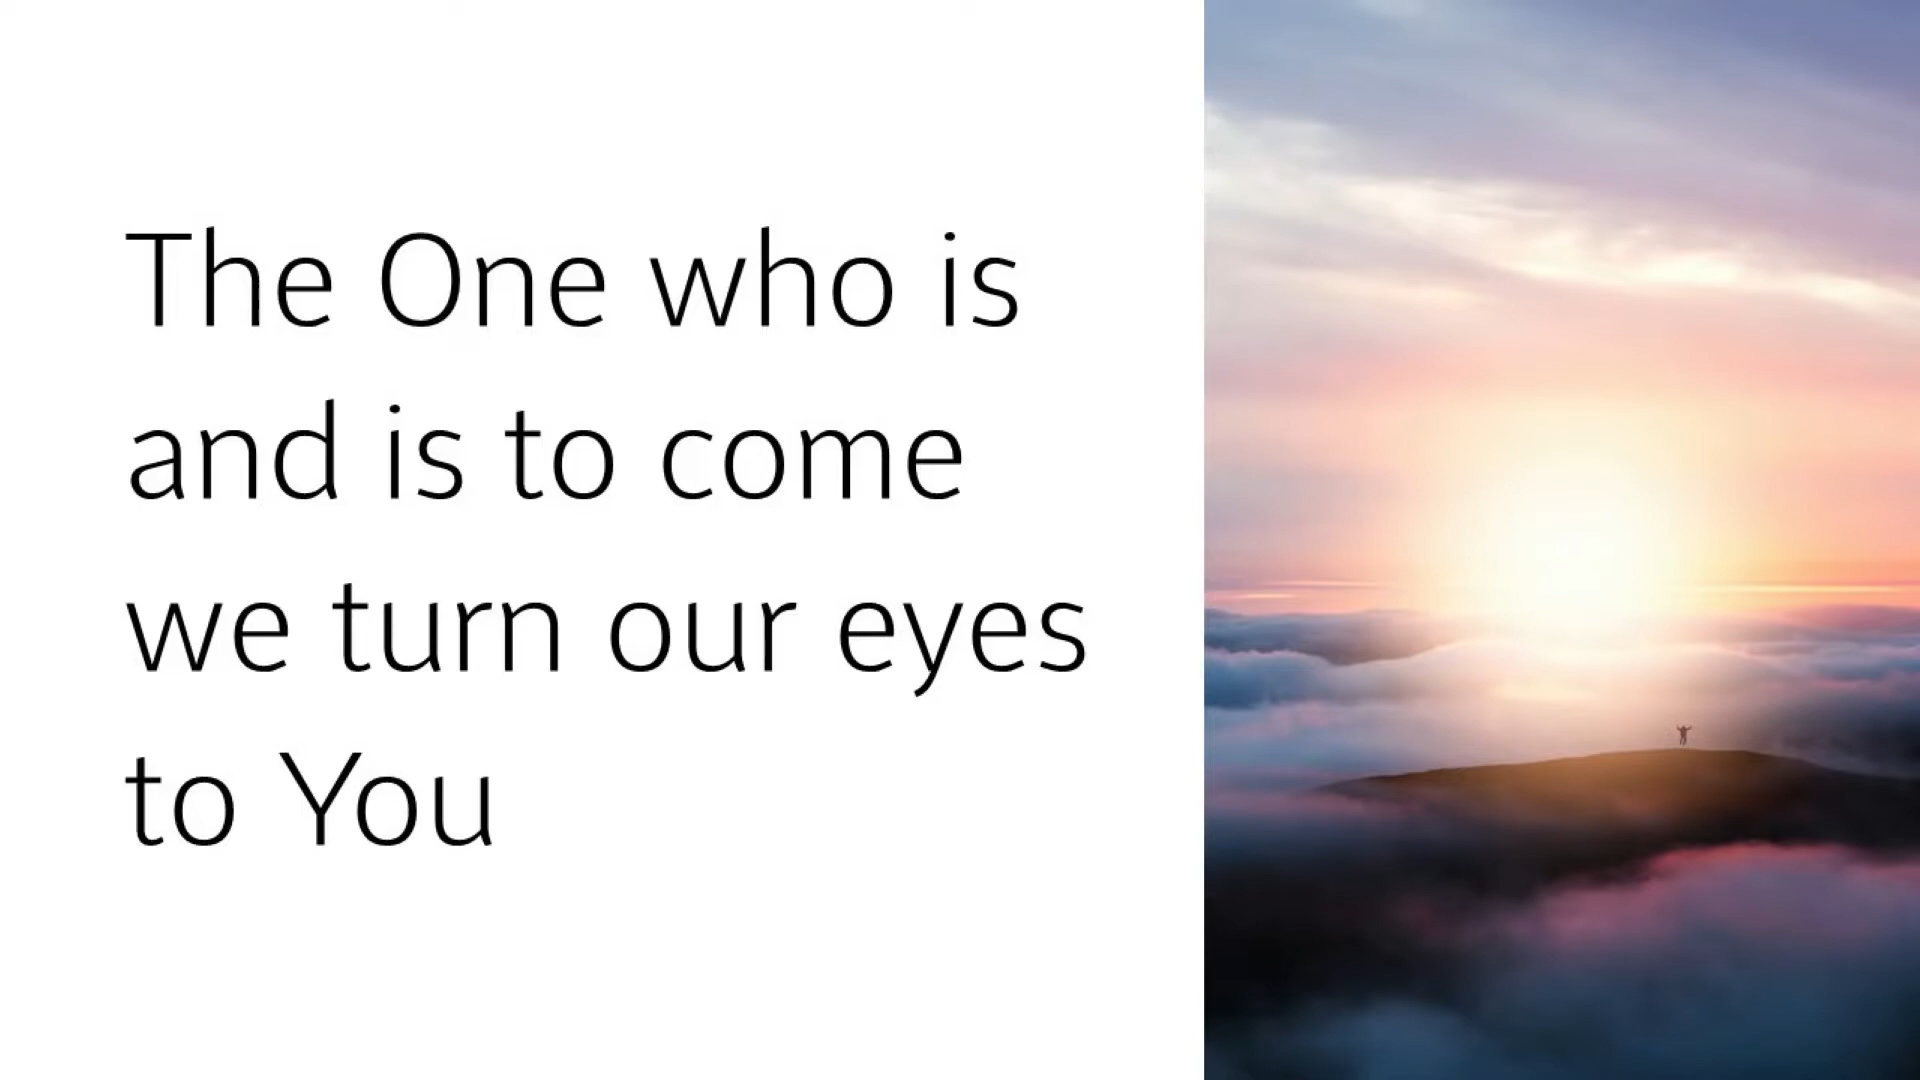 The One who is
and is to come
we turn our eyes
to You